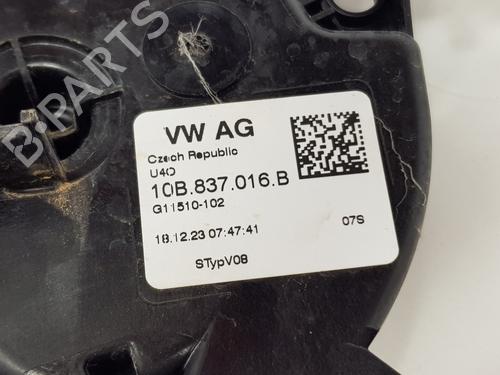 VW AG
Czech Republic
U4O
10B.837.016.B
G11510-102
18.12.23 07:47:41
07S
STypV08
B-PARTS